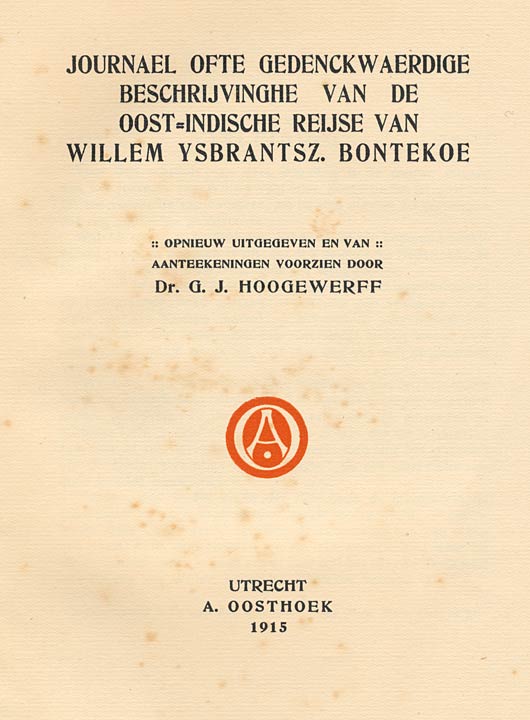 JOURNAEL OFTE GEDENCKWAERDIGE
BESCHRIJVINGHE VAN DE
OOST=INDISCHE REIJSE VAN
WILLEM YSBRANTSZ. BONTEKOE
:: OPNIEUW UITGEGEVEN EN VAN ::
AANTEEKENINGEN VOORZIEN DOOR
Dr. G. J. HOOGEWERFF
AO
UTRECHT
A. OOSTHOEK
1915